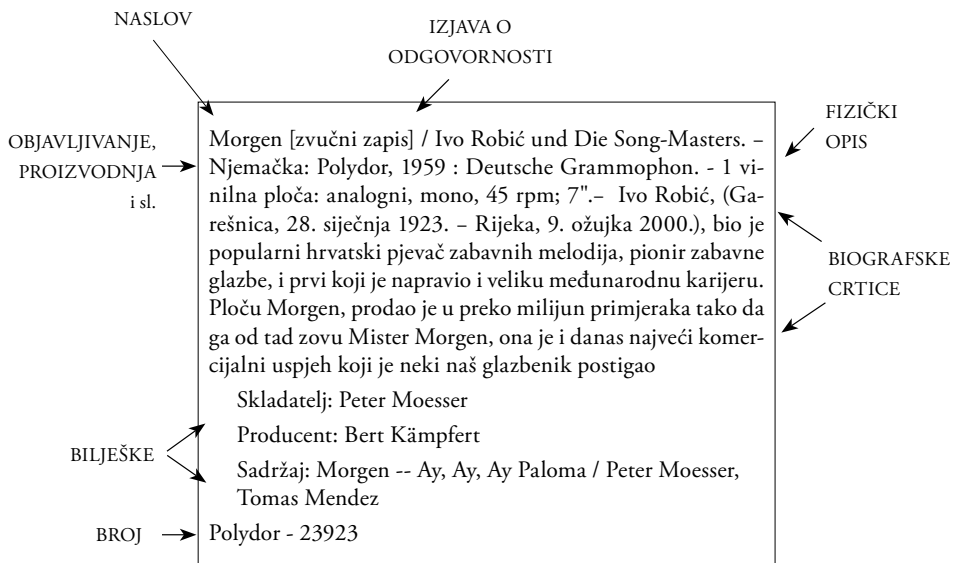 NASLOV
IZJAVA O
ODGOVORNOSTI
FIZIČKI
OPIS
OBJAVLJIVANJE,
PROIZVODNJA
i sl.
Morgen [zvučni zapis] / Ivo Robić und Die Song-Masters. –
Njemačka: Polydor, 1959 : Deutsche Grammophon. - 1 vi-
nilna ploča: analogni, mono, 45 rpm; 7".– Ivo Robić, (Ga-
rešnica, 28. siječnja 1923. – Rijeka, 9. ožujka 2000.), bio je
popularni hrvatski pjevač zabavnih melodija, pionir zabavne
glazbe, i prvi koji je napravio i veliku međunarodnu karijeru.
Ploču Morgen, prodao je u preko milijun primjeraka tako da
ga od tad zovu Mister Morgen, ona je i danas najveći komer-
cijalni uspjeh koji je neki naš glazbenik postigao
BIOGRAFSKE
CRTICE
Skladatelj: Peter Moesser
Producent: Bert Kämpfert
Sadržaj: Morgen -- Ay, Ay, Ay Paloma / Peter Moesser,
Tomas Mendez
BILJEŠKE
BROJ
Polydor - 23923